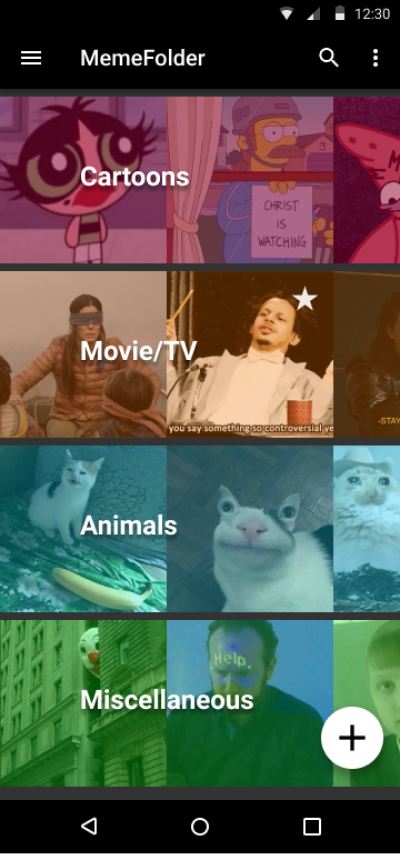 12:30
MemeFolder
Cartoons
CHRIST
IS
WATCHING
Movie/TV
you say something so controversial ye
-STAY
Animals
Help.
Miscellaneous